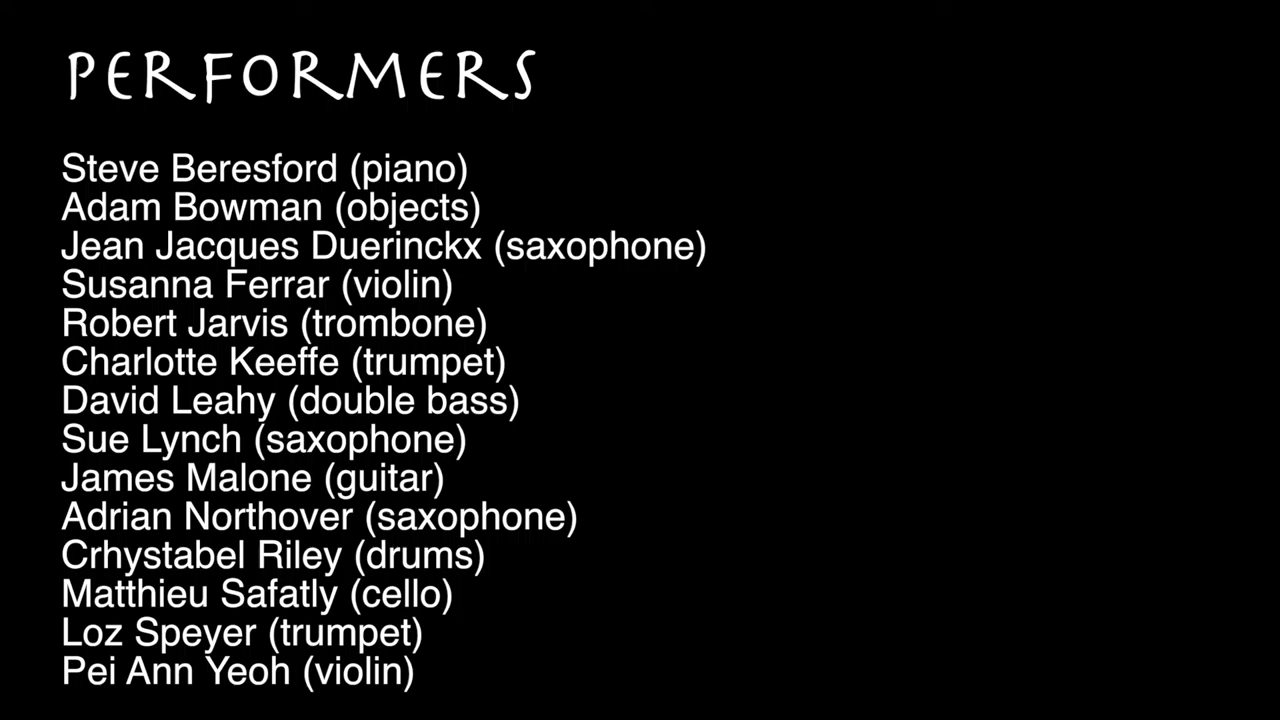 PERFORMERS
Steve Beresford (piano)
Adam Bowman (objects)
Jean Jacques Duerinckx (saxophone)
Susanna Ferrar (violin)
Robert Jarvis (trombone)
Charlotte Keeffe (trumpet)
David Leahy (double bass)
Sue Lynch (saxophone)
James Malone (guitar)
Adrian Northover (saxophone)
Crhystabel Riley (drums)
Matthieu Safatly (cello)
Loz Speyer (trumpet)
Pei Ann Yeoh (violin)